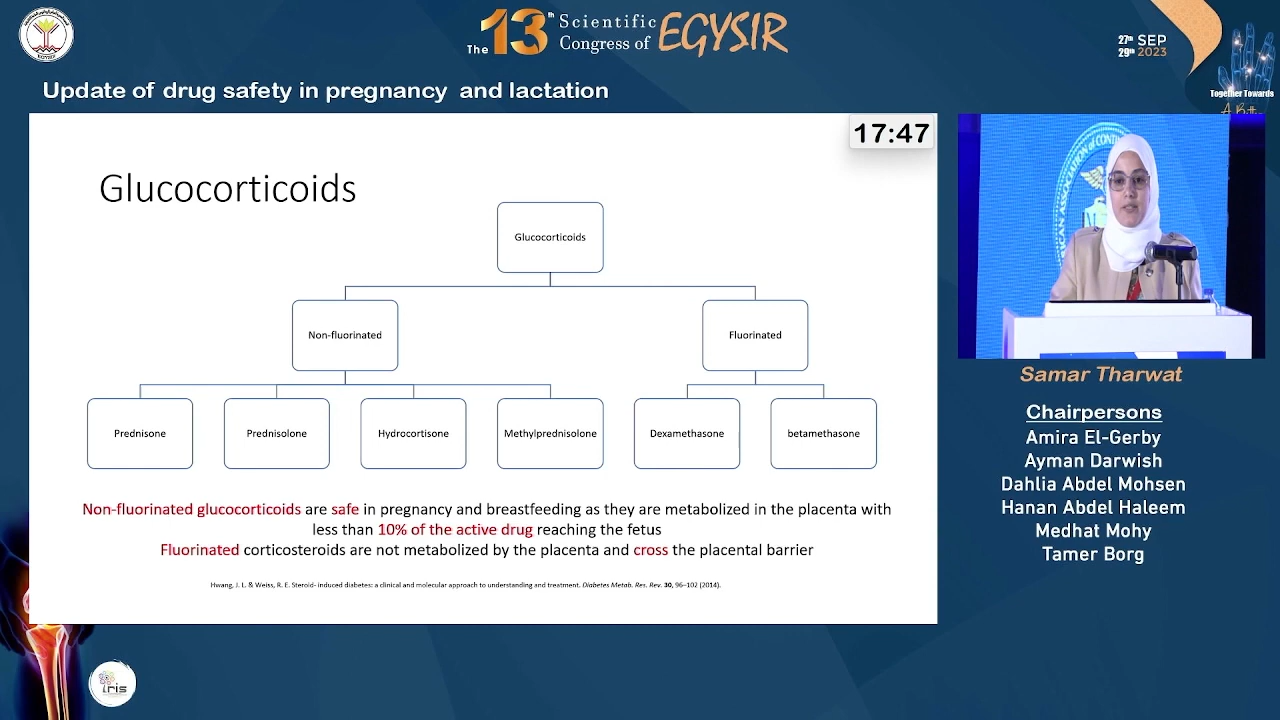 The 13th Scientific Congress of EGYSIR
27th SEP
29th 2023
Together Towards
EGYSIR
Update of drug safety in pregnancy and lactation
17:47
Glucocorticoids
Glucocorticoids
Non-fluorinated
Fluorinated
Prednisone
Prednisolone
Hydrocortisone
Methylprednisolone
Dexamethasone
betamethasone
Non-fluorinated glucocorticoids are safe in pregnancy and breastfeeding as they are metabolized in the placenta with
less than 10% of the active drug reaching the fetus
Fluorinated corticosteroids are not metabolized by the placenta and cross the placental barrier
Hwang, J. L. & Weiss, R. E. Steroid- induced diabetes: a clinical and molecular approach to understanding and treatment. Diabetes Metab. Res. Rev. 30, 96–102 (2014).
Samar Tharwat
Chairpersons
Amira El-Gerby
Ayman Darwish
Dahlia Abdel Mohsen
Hanan Abdel Haleem
Medhat Mohy
Tamer Borg
iris